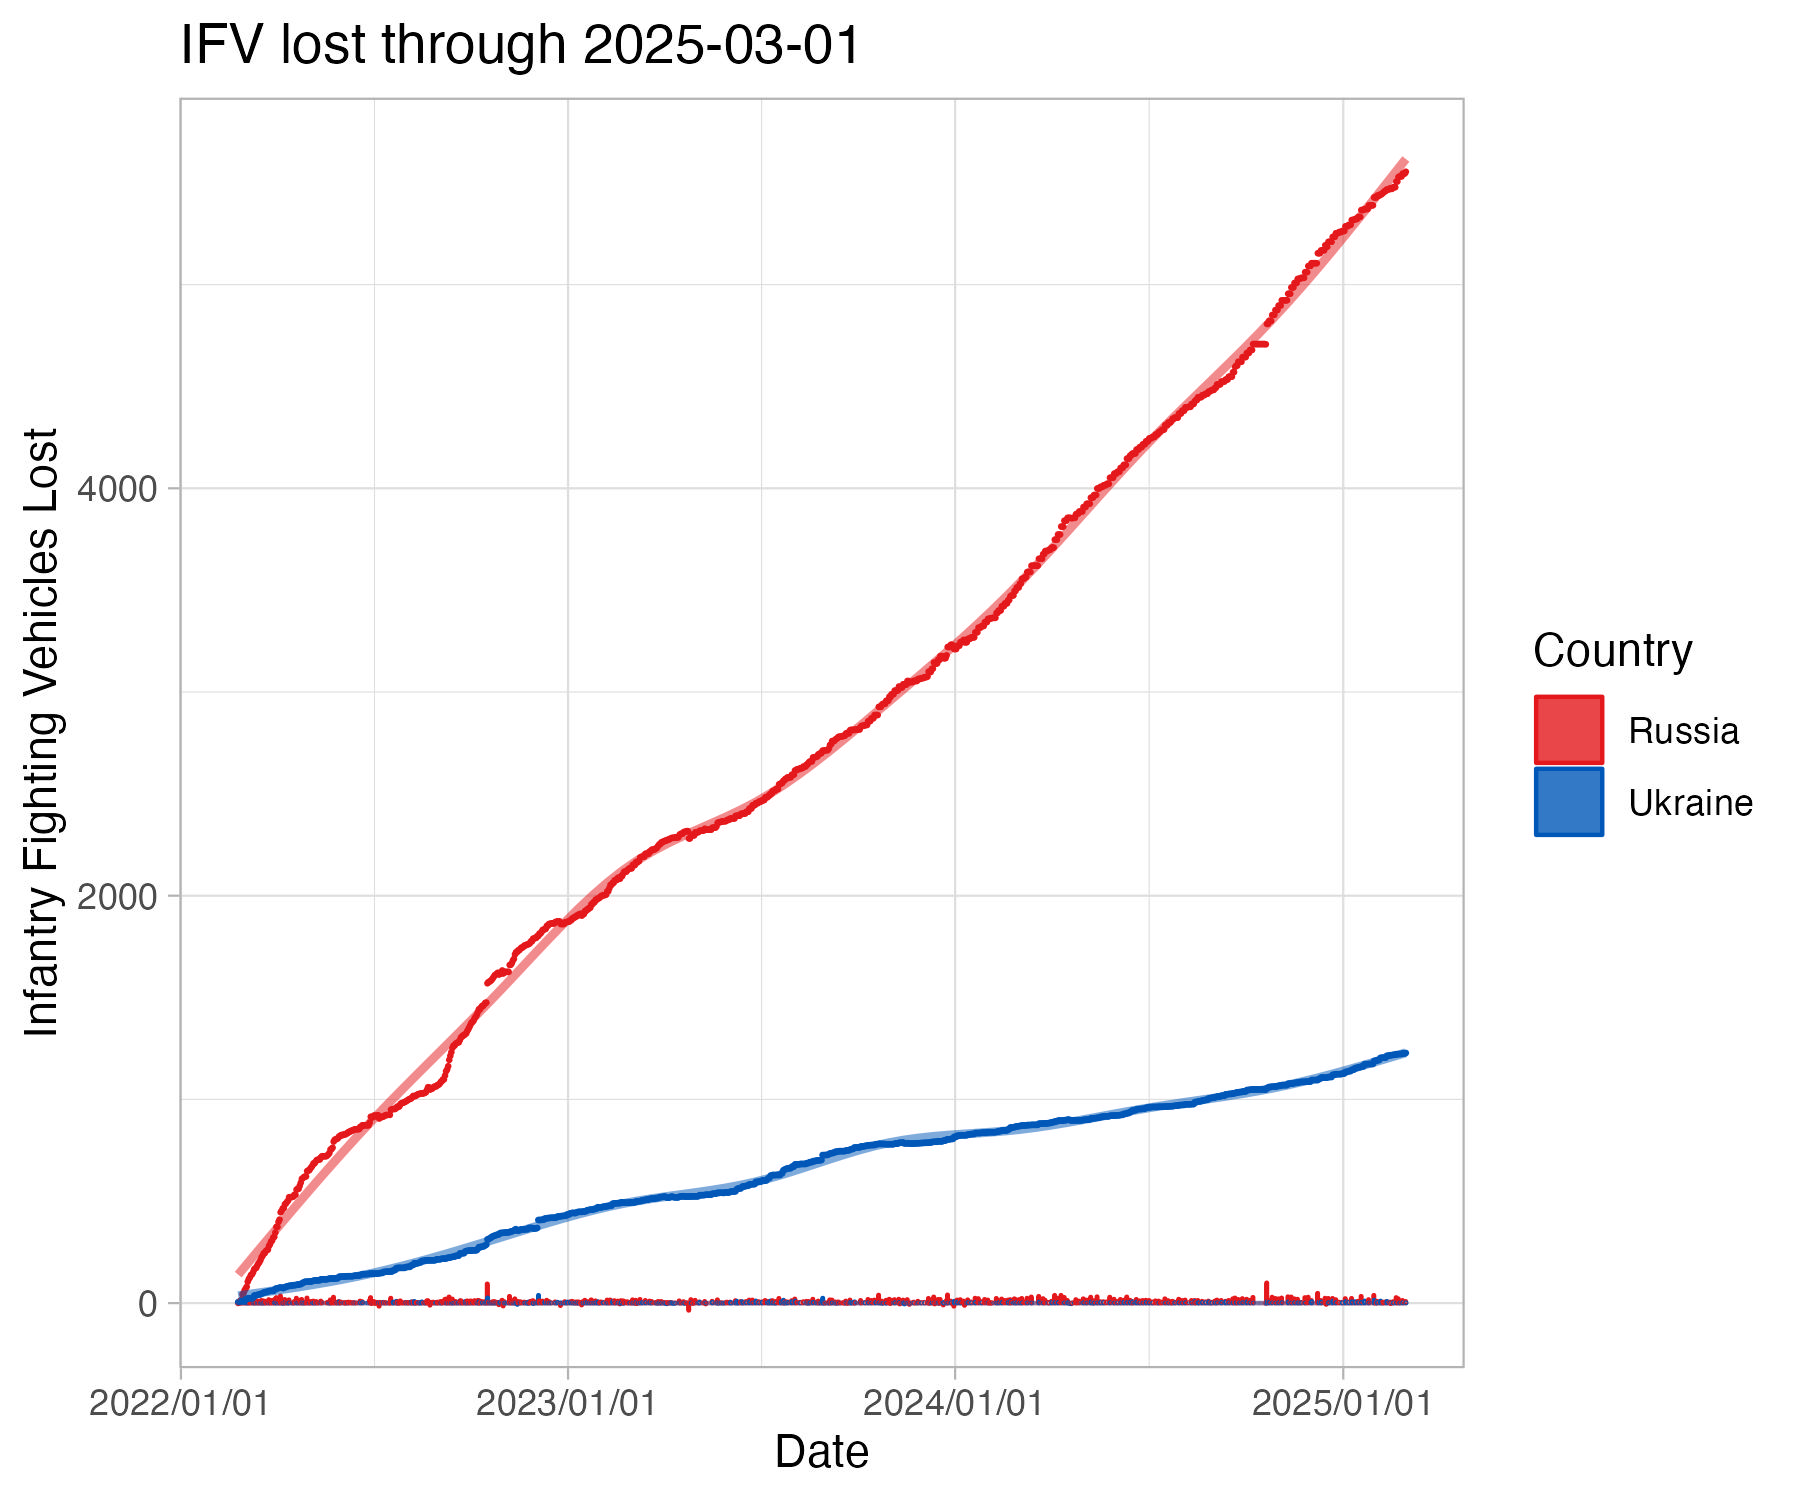 IFV lost through 2025-03-01
Infantry Fighting Vehicles Lost
4000
2000
0
2022/01/01
2023/01/01
2024/01/01
2025/01/01
Date
Country
Russia
Ukraine